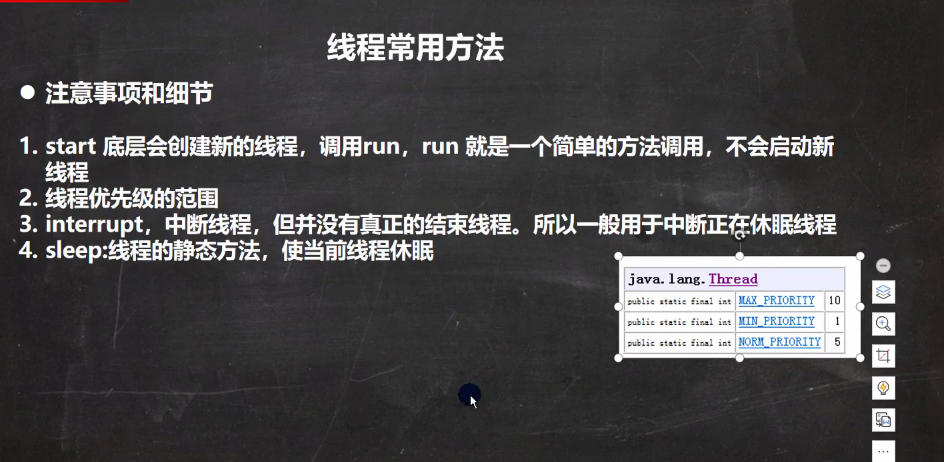 线程常用方法
● 注意事项和细节
1. start 底层会创建新的线程，调用run，run 就是一个简单的方法调用，不会启动新
线程
2. 线程优先级的范围
3. interrupt，中断线程，但并没有真正的结束线程。所以一般用于中断正在休眠线程
4. sleep:线程的静态方法，使当前线程休眠
java.lang.Thread
public static final int MAX_PRIORITY 10
public static final int MIN_PRIORITY 1
public static final int NORM_PRIORITY 5